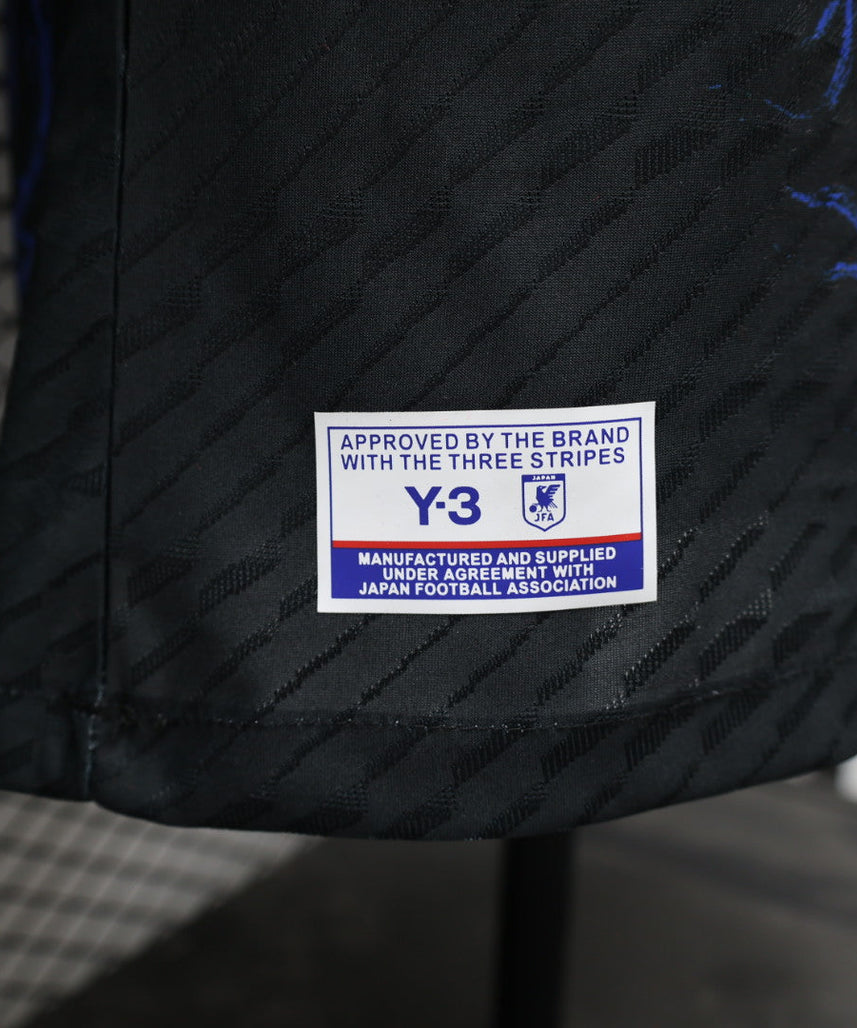 APPROVED BY THE BRAND
WITH THE THREE STRIPES
Y-3
JAPAN
JFA
MANUFACTURED AND SUPPLIED
UNDER AGREEMENT WITH
JAPAN FOOTBALL ASSOCIATION